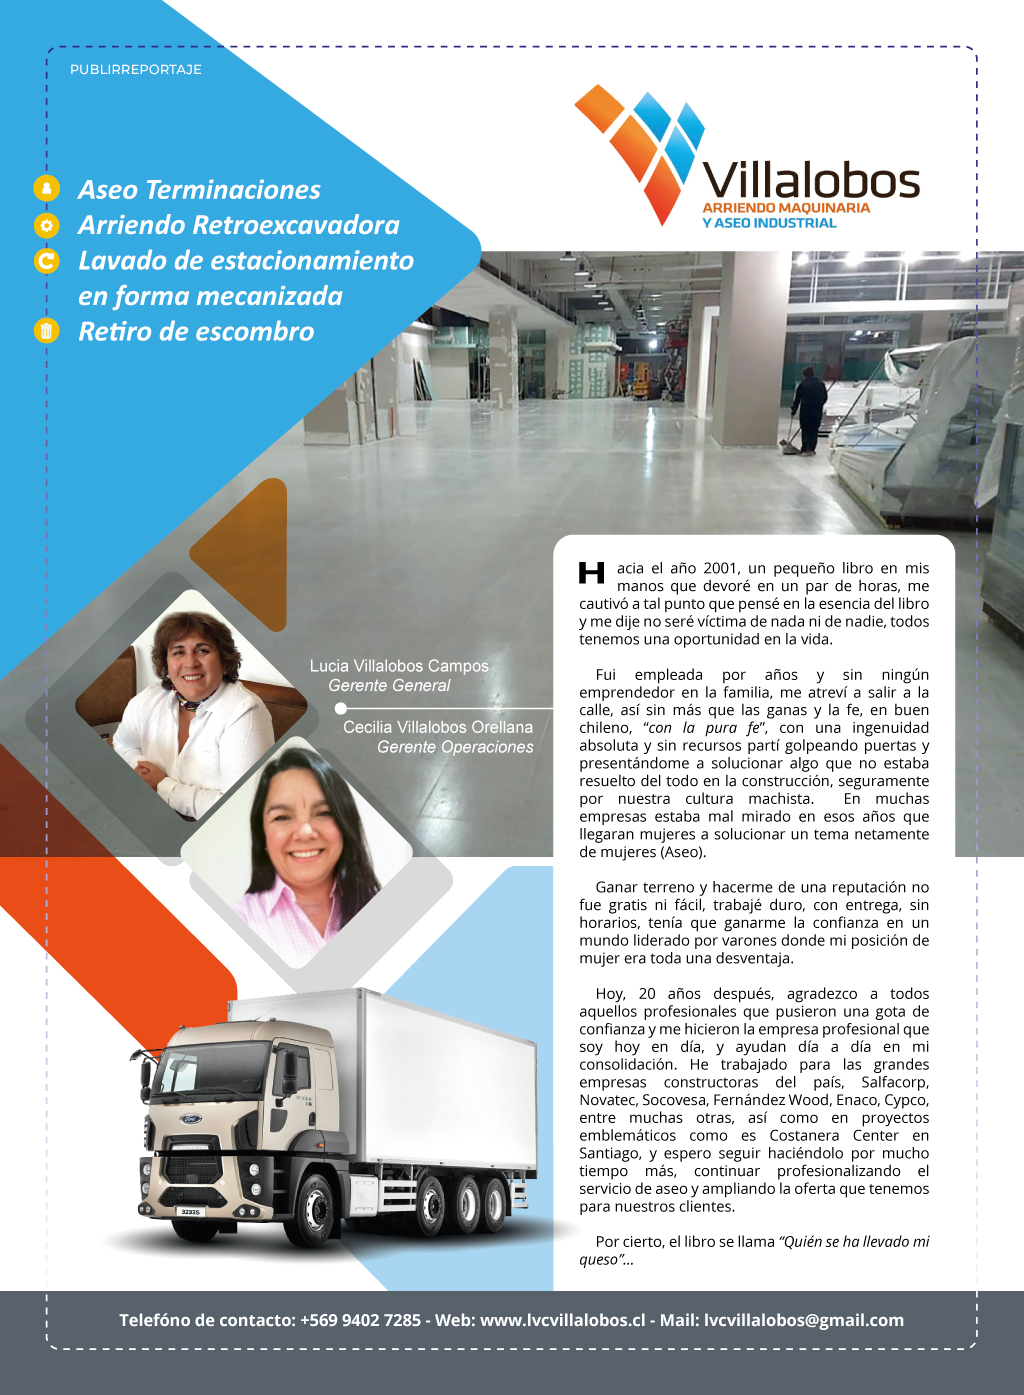 PUBLIRREPORTAJE
Villalobos
ARRIENDO MAQUINARIA
Y ASEO INDUSTRIAL
Aseo Terminaciones
Arriendo Retroexcavadora
Lavado de estacionamiento
en forma mecanizada
Retiro de escombro
Lucia Villalobos Campos
Gerente General
Cecilia Villalobos Orellana
Gerente Operaciones
Hacia el año 2001, un pequeño libro en mis
manos que devoré en un par de horas, me
cautivó a tal punto que pensé en la esencia del libro
y me dije no seré víctima de nada ni de nadie, todos
tenemos una oportunidad en la vida.
Fui empleada por años y sin ningún
emprendedor en la familia, me atreví a salir a la
calle, así sin más que las ganas y la fe, en buen
chileno, “con la pura fe”, con una ingenuidad
absoluta y sin recursos partí golpeando puertas y
presentándome a solucionar algo que no estaba
resuelto del todo en la construcción, seguramente
por nuestra cultura machista. En muchas
empresas estaba mal mirado en esos años que
llegaran mujeres a solucionar un tema netamente
de mujeres (Aseo).
Ganar terreno y hacerme de una reputación no
fue gratis ni fácil, trabajé duro, con entrega, sin
horarios, tenía que ganarme la confianza en un
mundo liderado por varones donde mi posición de
mujer era toda una desventaja.
Hoy, 20 años después, agradezco a todos
aquellos profesionales que pusieron una gota de
confianza y me hicieron la empresa profesional que
soy hoy en día, y ayudan día a día en mi
consolidación. He trabajado para las grandes
empresas constructoras del país, Salfacorp,
Novatec, Socovesa, Fernández Wood, Enaco, Cypco,
entre muchas otras, así como en proyectos
emblemáticos como es Costanera Center en
Santiago, y espero seguir haciéndolo por mucho
tiempo más, continuar profesionalizando el
servicio de aseo y ampliando la oferta que tenemos
para nuestros clientes.
Por cierto, el libro se llama “Quién se ha llevado mi
queso”...
Ford
3233S
Telefóno de contacto: +569 9402 7285 - Web: www.lvcvillalobos.cl - Mail: lvcvillalobos@gmail.com